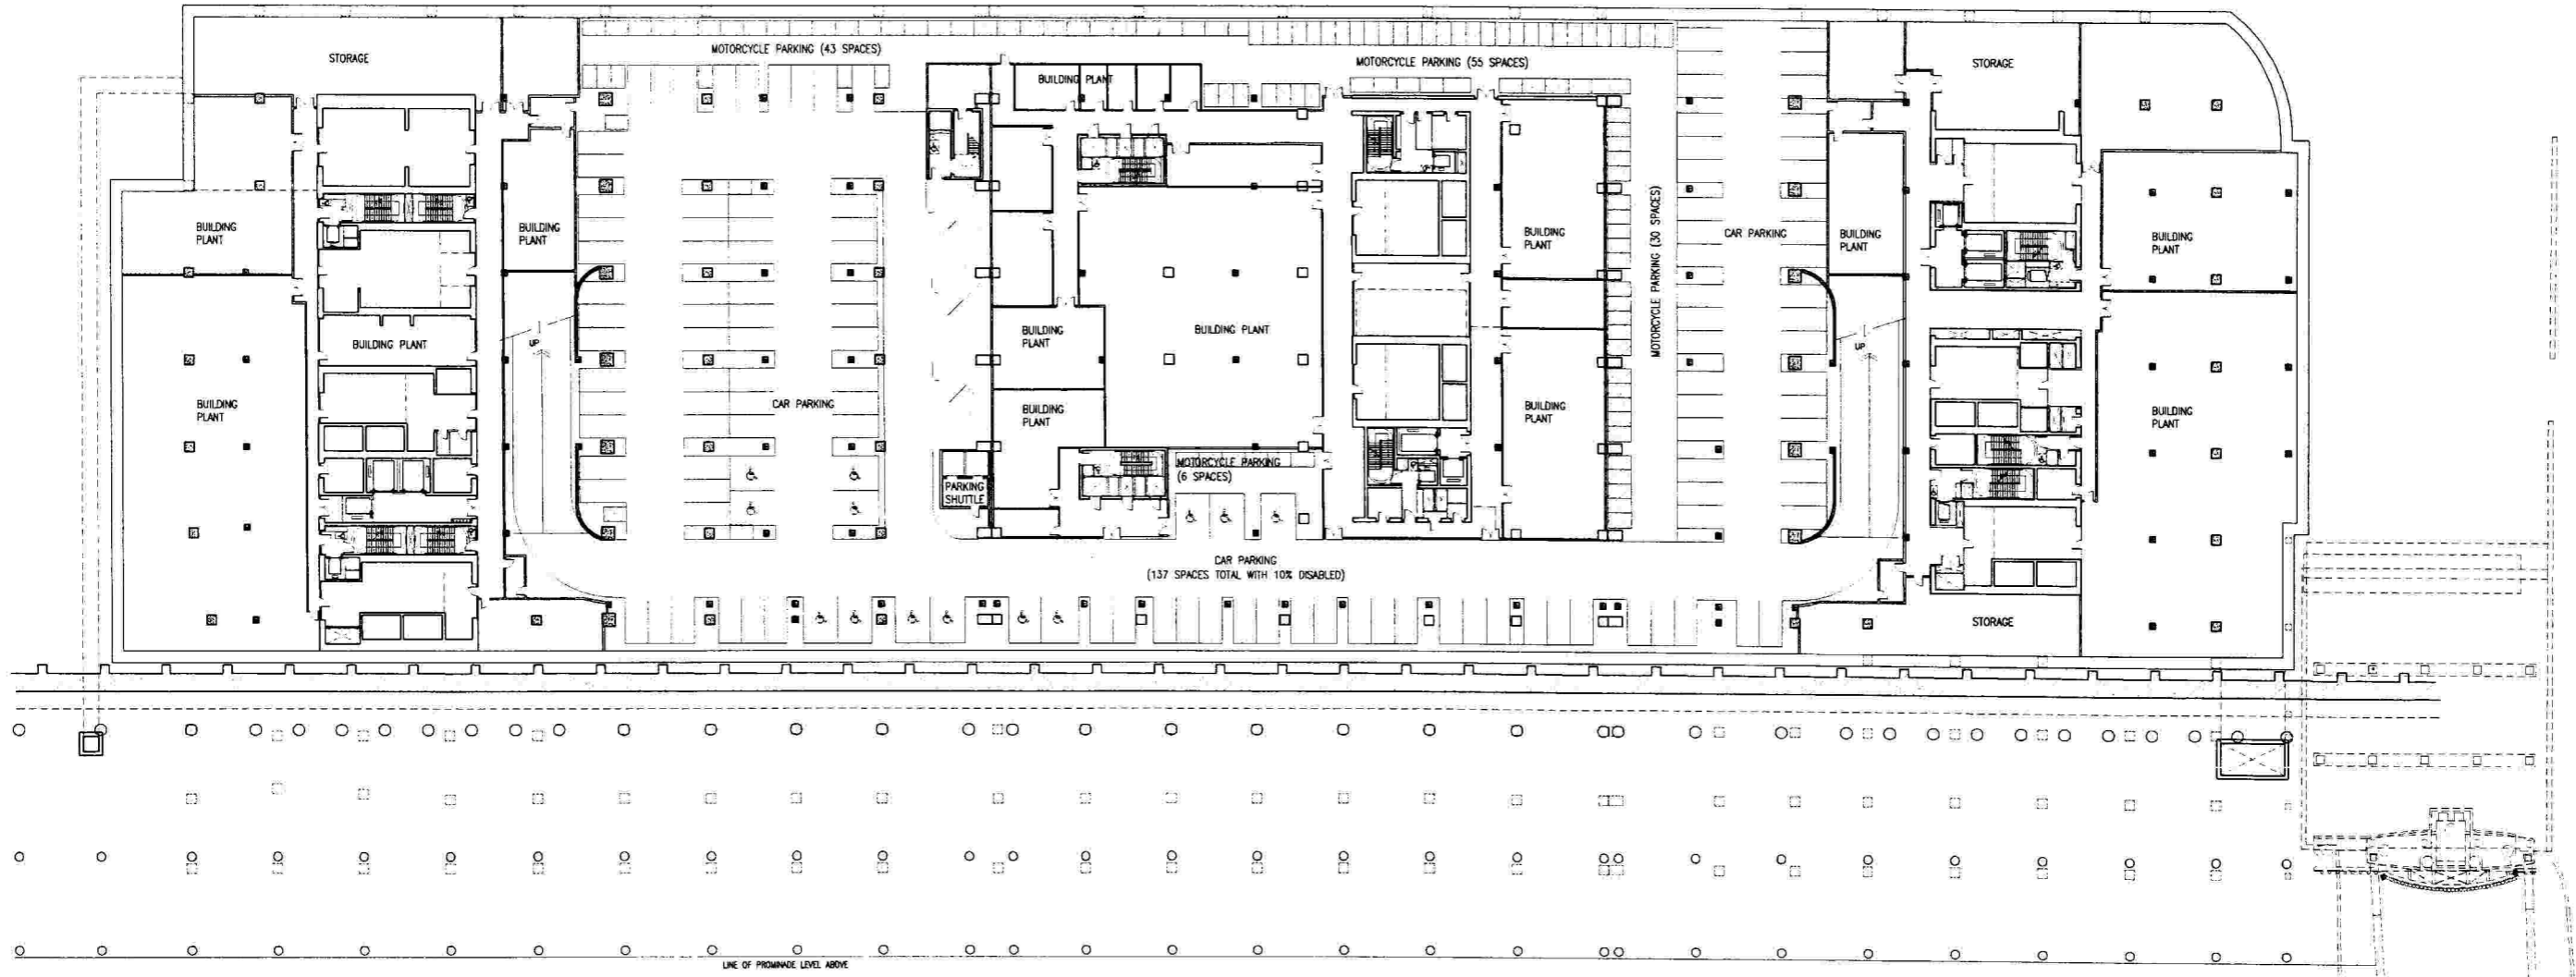 MOTORCYCLE PARKING (43 SPACES)
STORAGE
MOTORCYCLE PARKING (55 SPACES)
STORAGE
BUILDING PLANT
BUILDING
PLANT
BUILDING
PLANT
BUILDING
PLANT
MOTORCYCLE PARKING (30 SPACES)
CAR PARKING
BUILDING
PLANT
BUILDING
PLANT
UP
BUILDING PLANT
BUILDING
PLANT
BUILDING PLANT
UP
BUILDING
PLANT
CAR PARKING
BUILDING
PLANT
BUILDING
PLANT
BUILDING
PLANT
PARKING
SHUTTLE
MOTORCYCLE PARKING
(6 SPACES)
CAR PARKING
(137 SPACES TOTAL WITH 10% DISABLED)
STORAGE
LINE OF PROMINADE LEVEL ABOVE